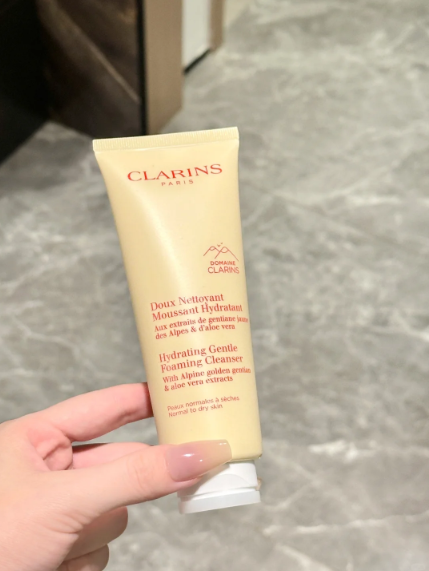 CLARINS
PARIS
DOMAINE
CLARINS
Doux Nettoyant
Moussant Hydratant
Aux extraits de gentiane jaune
des Alpes & d'aloe vera
Hydrating Gentle
Foaming Cleanser
With Alpine golden gentian
& aloe vera extracts
Peaux normales à sèches
Normal to dry skin